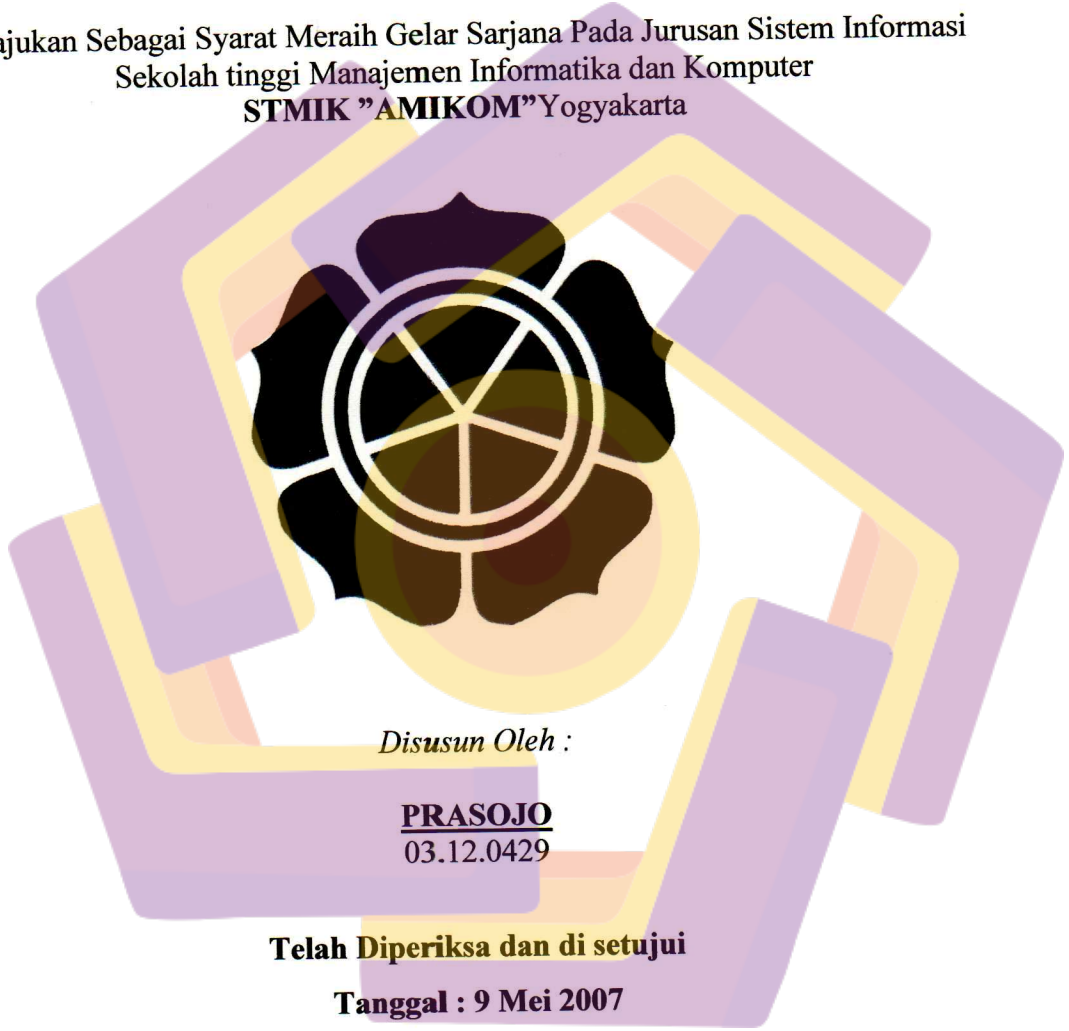 ajukan Sebagai Syarat Meraih Gelar Sarjana Pada Jurusan Sistem Informasi
Sekolah tinggi Manajemen Informatika dan Komputer
STMIK ”AMIKOM”Yogyakarta
Disusun Oleh :
PRASOJO
03.12.0429
Telah Diperiksa dan di setujui
Tanggal : 9 Mei 2007